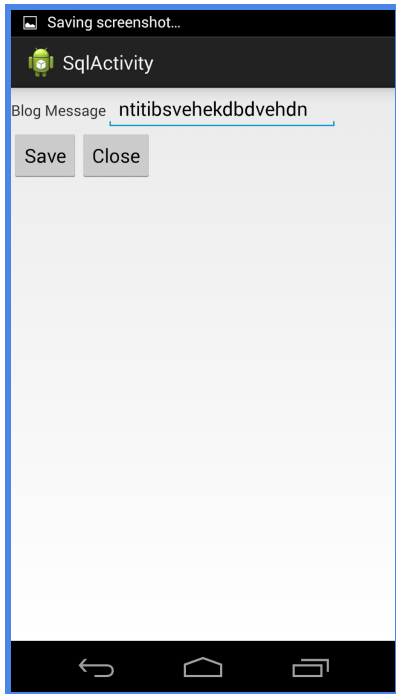 Saving screenshot...
SqlActivity
Blog Message ntitibsvehekdbdvehdn
Save Close